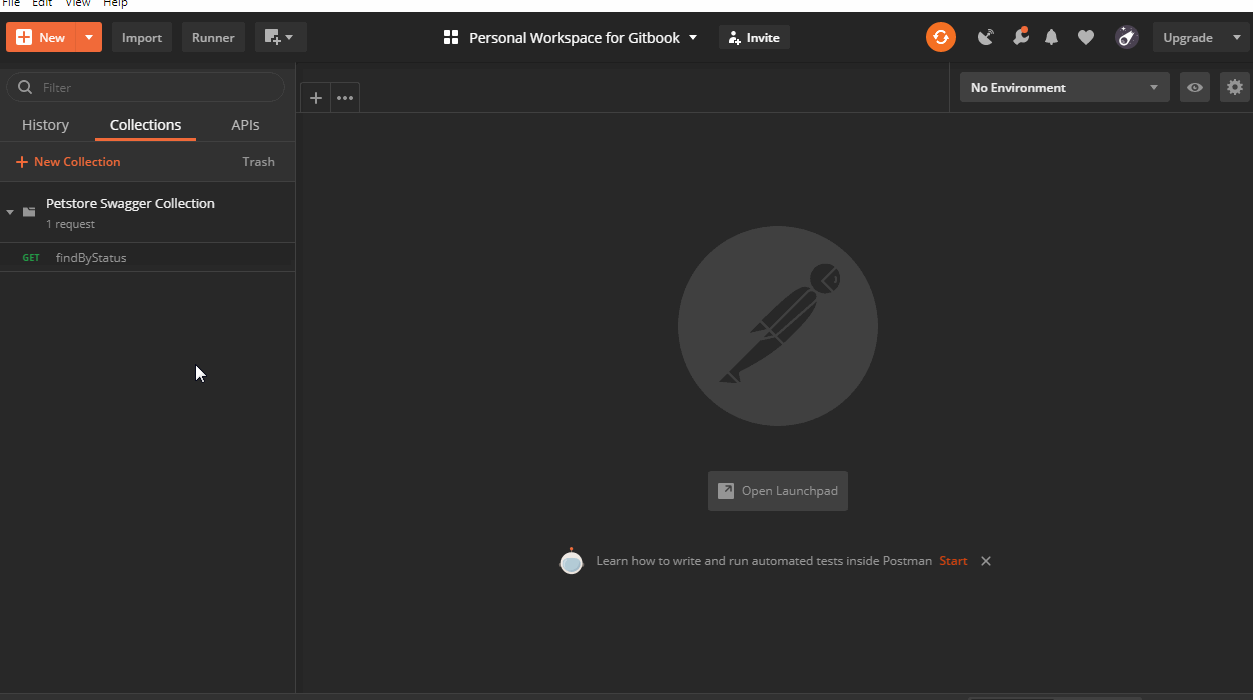 File Edit View Help
New Import Runner Personal Workspace for Gitbook Invite Upgrade
Filter
No Environment
History Collections APIs
New Collection Trash
Petstore Swagger Collection
1 request
GET findByStatus
Open Launchpad
Learn how to write and run automated tests inside Postman Start